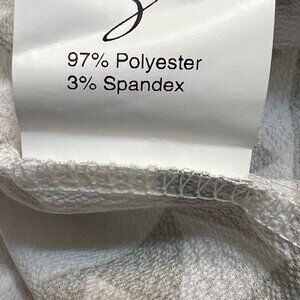 97% Polyester
3% Spandex